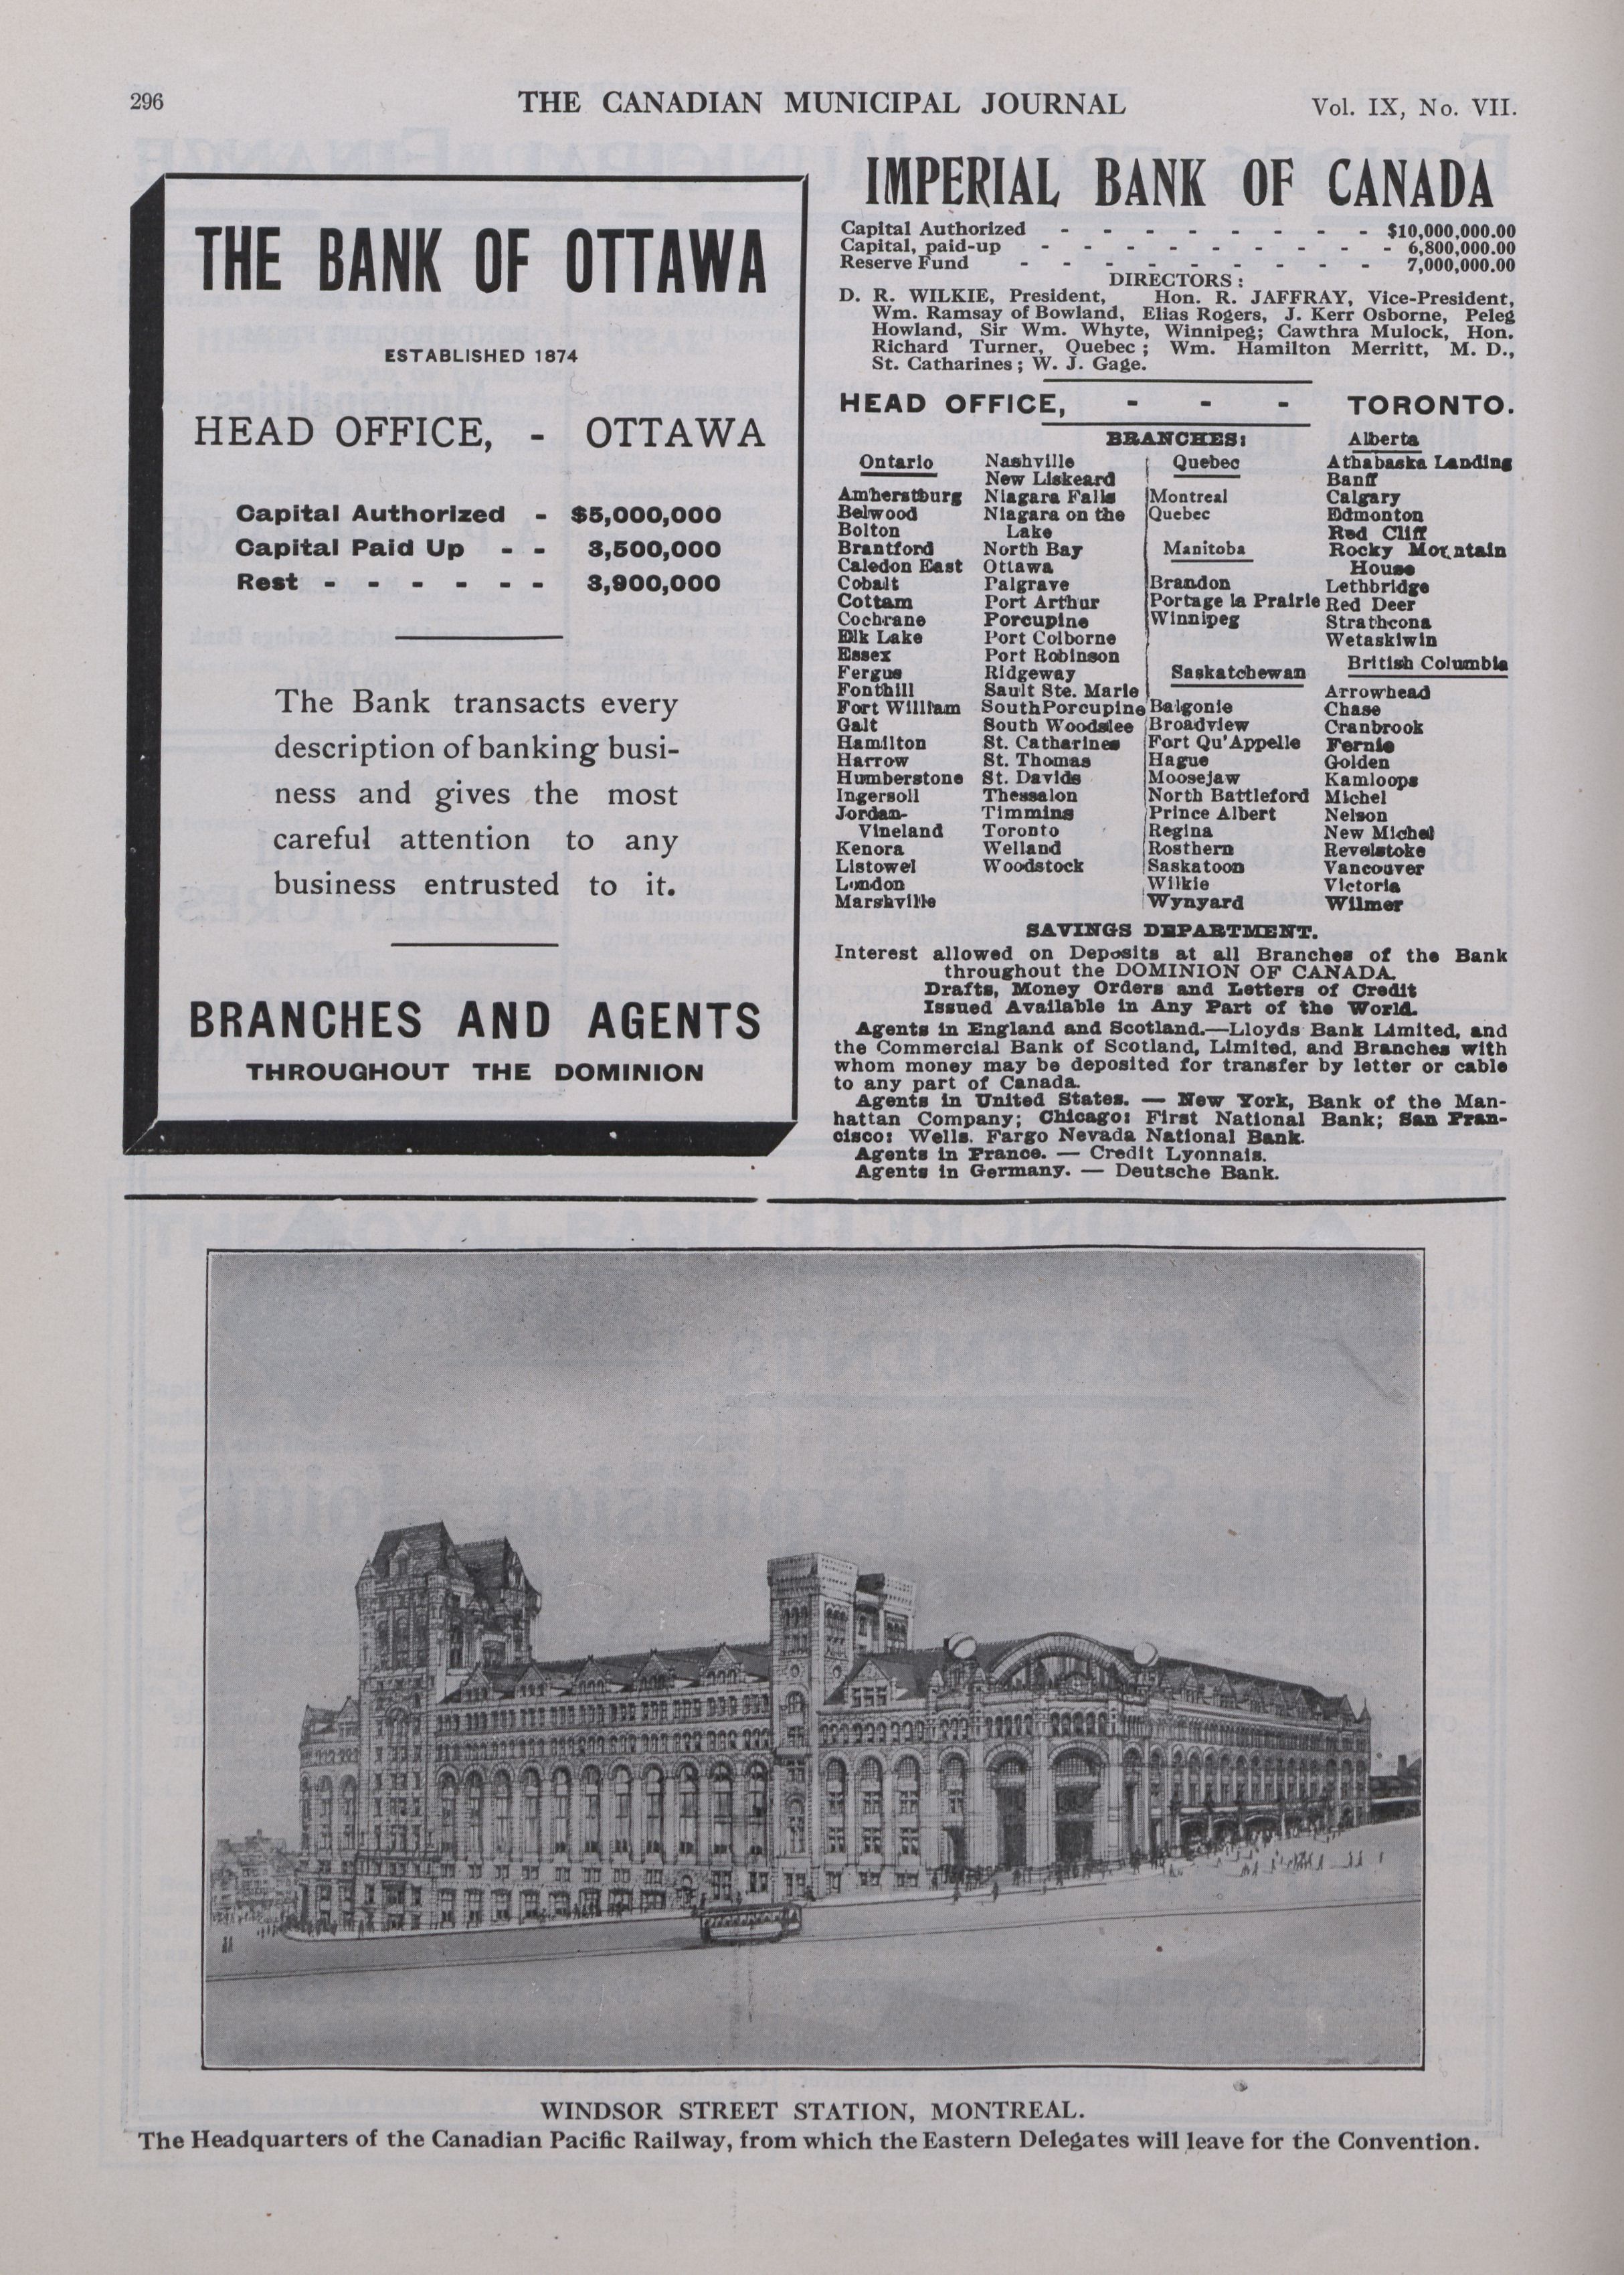 296
THE CANADIAN MUNICIPAL JOURNAL
Vol. IX, No. VII.
THE BANK OF OTTAWA
ESTABLISHED 1874
HEAD OFFICE, - OTTAWA
Capital Authorized - $5,000,000
Capital Paid Up - - 3,500,000
Rest - - - - - - 3,900,000
The Bank transacts every
description of banking busi-
ness and gives the most
careful attention to any
business entrusted to it.
BRANCHES AND AGENTS
THROUGHOUT THE DOMINION
IMPERIAL BANK OF CANADA
Capital Authorized - - - - - - - - $10,000,000.00
Capital, paid-up - - - - - - - - - 6,800,000.00
Reserve Fund - - - - - - - - - 7,000,000.00
DIRECTORS:
D. R. WILKIE, President, Hon. R. JAFFRAY, Vice-President,
Wm. Ramsay of Bowland, Elias Rogers, J. Kerr Osborne, Peleg
Howland, Sir Wm. Whyte, Winnipeg; Cawthra Mulock, Hon.
Richard Turner, Quebec; Wm. Hamilton Merritt, M. D.,
St. Catharines; W. J. Gage.
HEAD OFFICE, - - - TORONTO.
BRANCHES:
Ontario
Amherstburg
Belwood
Bolton
Brantford
Caledon East
Cobalt
Cottam
Cochrane
Elk Lake
Essex
Fergus
Fonthill
Fort William
Galt
Hamilton
Harrow
Humberstone
Ingersoll
Jordan-
Vineland
Kenora
Listowel
London
Marshville
Nashville
New Liskeard
Niagara Falls
Niagara on the
Lake
North Bay
Ottawa
Palgrave
Port Arthur
Porcupine
Port Colborne
Port Robinson
Ridgeway
Sault Ste. Marie
South Porcupine
South Woodslee
St. Catharines
St. Thomas
St. Davids
Thessalon
Timmins
Toronto
Welland
Woodstock
Quebec
Montreal
Quebec
Manitoba
Brandon
Portage la Prairie
Winnipeg
Saskatchewan
Balgonie
Broadview
Fort Qu'Appelle
Hague
Moosejaw
North Battleford
Prince Albert
Regina
Rosthern
Saskatoon
Wilkie
Wynyard
Alberta
Athabaska Landing
Banff
Calgary
Edmonton
Red Cliff
Rocky Mountain
House
Lethbridge
Red Deer
Strathcona
Wetaskiwin
British Columbia
Arrowhead
Chase
Cranbrook
Fernie
Golden
Kamloops
Michel
Nelson
New Michel
Revelstoke
Vancouver
Victoria
Wilmer
SAVINGS DEPARTMENT.
Interest allowed on Deposits at all Branches of the Bank
throughout the DOMINION OF CANADA.
Drafts, Money Orders and Letters of Credit
Issued Available in Any Part of the World.
Agents in England and Scotland.—Lloyds Bank Limited, and
the Commercial Bank of Scotland, Limited, and Branches with
whom money may be deposited for transfer by letter or cable
to any part of Canada.
Agents in United States. — New York, Bank of the Man-
hattan Company; Chicago: First National Bank; San Fran-
cisco: Wells. Fargo Nevada National Bank.
Agents in France. — Credit Lyonnais.
Agents in Germany. — Deutsche Bank.
WINDSOR STREET STATION, MONTREAL.
The Headquarters of the Canadian Pacific Railway, from which the Eastern Delegates will leave for the Convention.